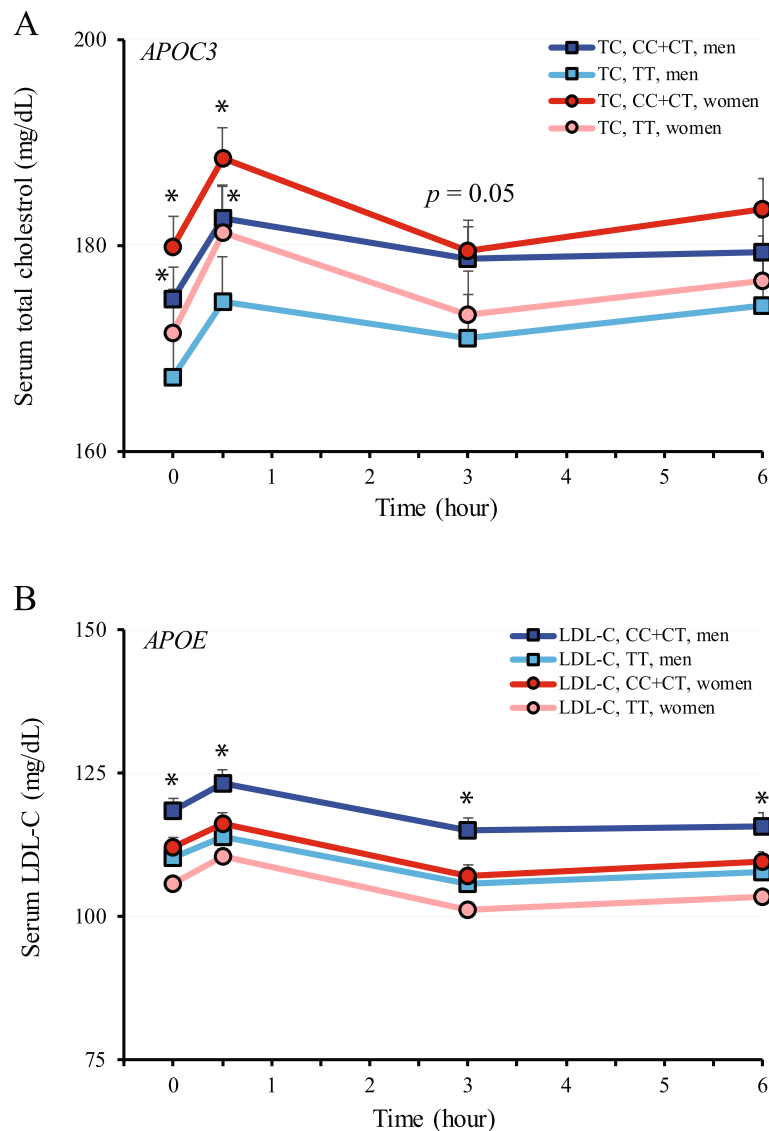 A
200
APOC3
TC, CC+CT, men
TC, TT, men
TC, CC+CT, women
TC, TT, women
*
*
*
p = 0.05
*
180
Serum total cholestrol (mg/dL)
160
0 1 2 3 4 5 6
Time (hour)
B
150
APOE
LDL-C, CC+CT, men
LDL-C, TT, men
LDL-C, CC+CT, women
LDL-C, TT, women
* * * *
125
Serum LDL-C (mg/dL)
100
75
0 1 2 3 4 5 6
Time (hour)